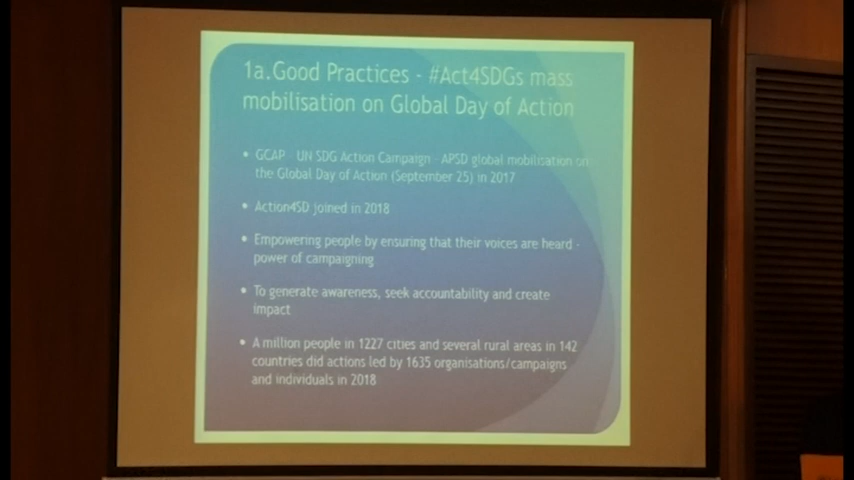 1a.Good Practices - #Act4SDGs mass
mobilisation on Global Day of Action
• GCAP - UN SDG Action Campaign - APSD global mobilisation on
the Global Day of Action (September 25) in 2017
• Action4SD joined in 2018
• Empowering people by ensuring that their voices are heard -
power of campaigning
• To generate awareness, seek accountability and create
impact
• A million people in 1227 cities and several rural areas in 142
countries did actions led by 1635 organisations/campaigns
and individuals in 2018